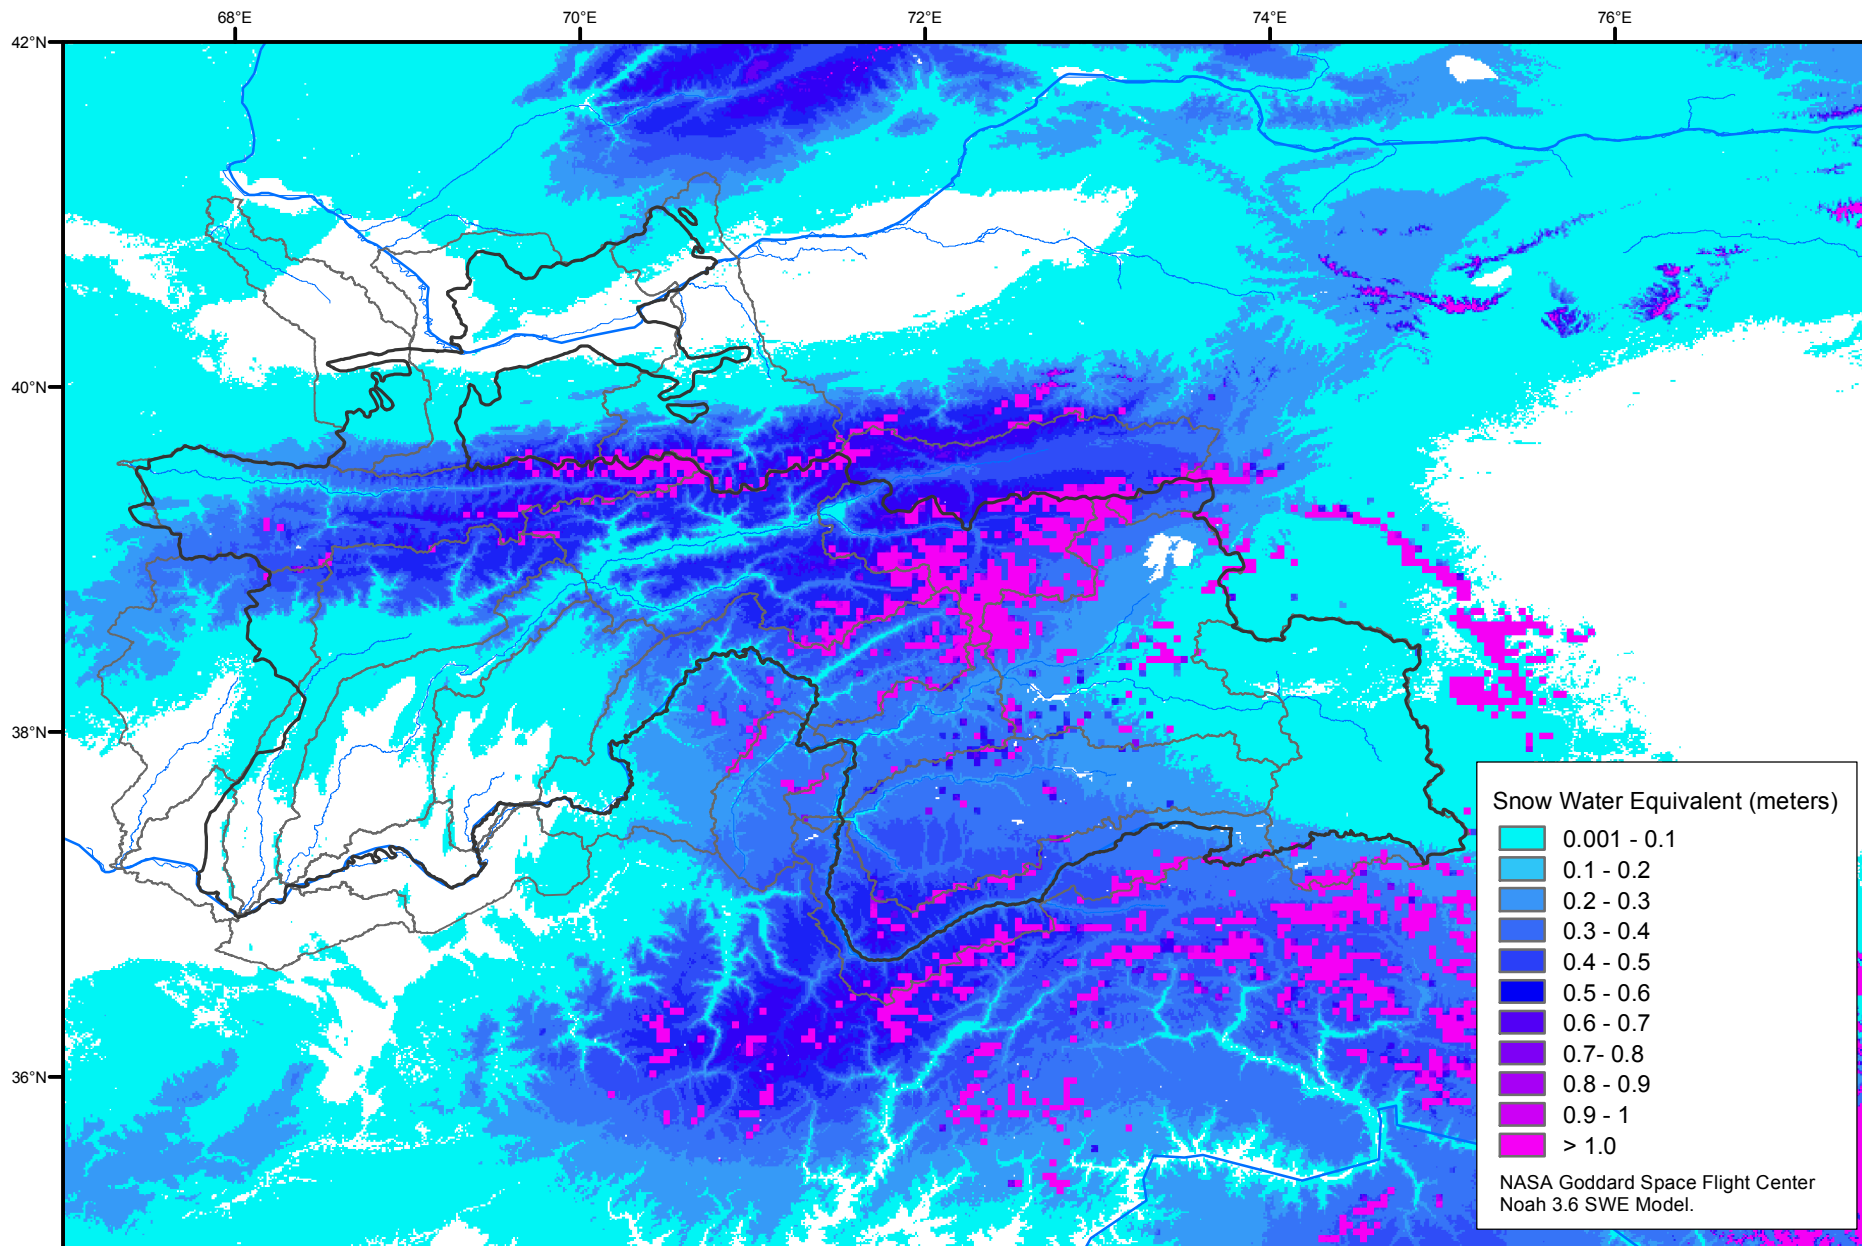 68°E
70°E
72°E
74°E
76°E
42°N
40°N
38°N
36°N
Snow Water Equivalent (meters)
0.001 - 0.1
0.1 - 0.2
0.2 - 0.3
0.3 - 0.4
0.4 - 0.5
0.5 - 0.6
0.6 - 0.7
0.7- 0.8
0.8 - 0.9
0.9 - 1
> 1.0
NASA Goddard Space Flight Center
Noah 3.6 SWE Model.